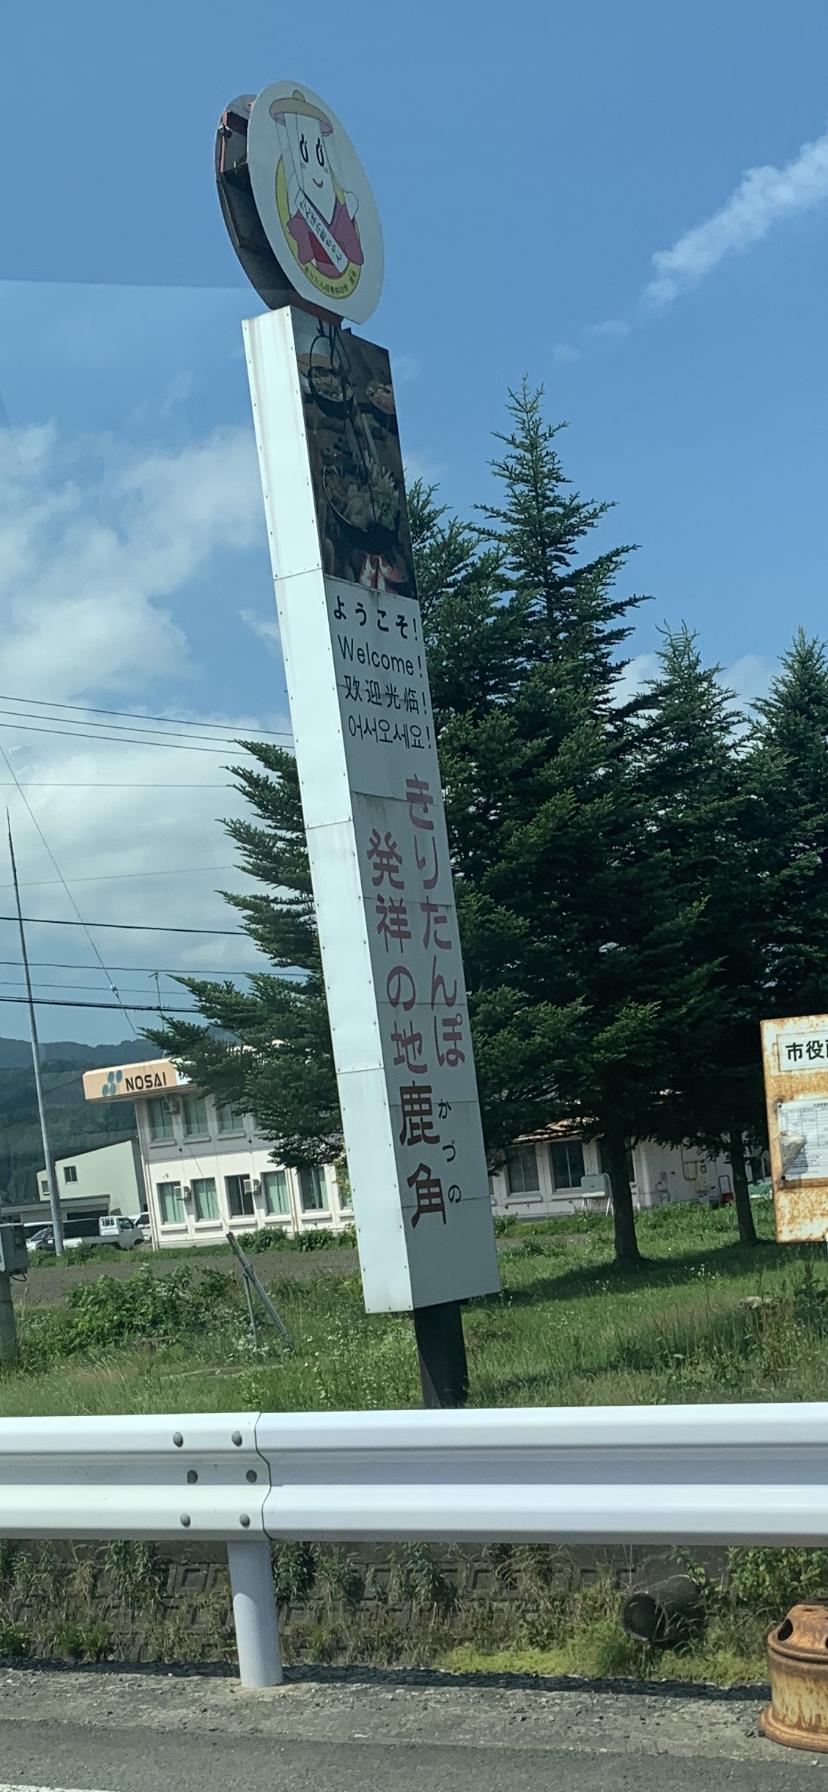 ようこそ!
Welcome!
欢迎光临!
어서오세요!
きりたんぽ
発祥の地
鹿角
かづの
NOSAI
市役